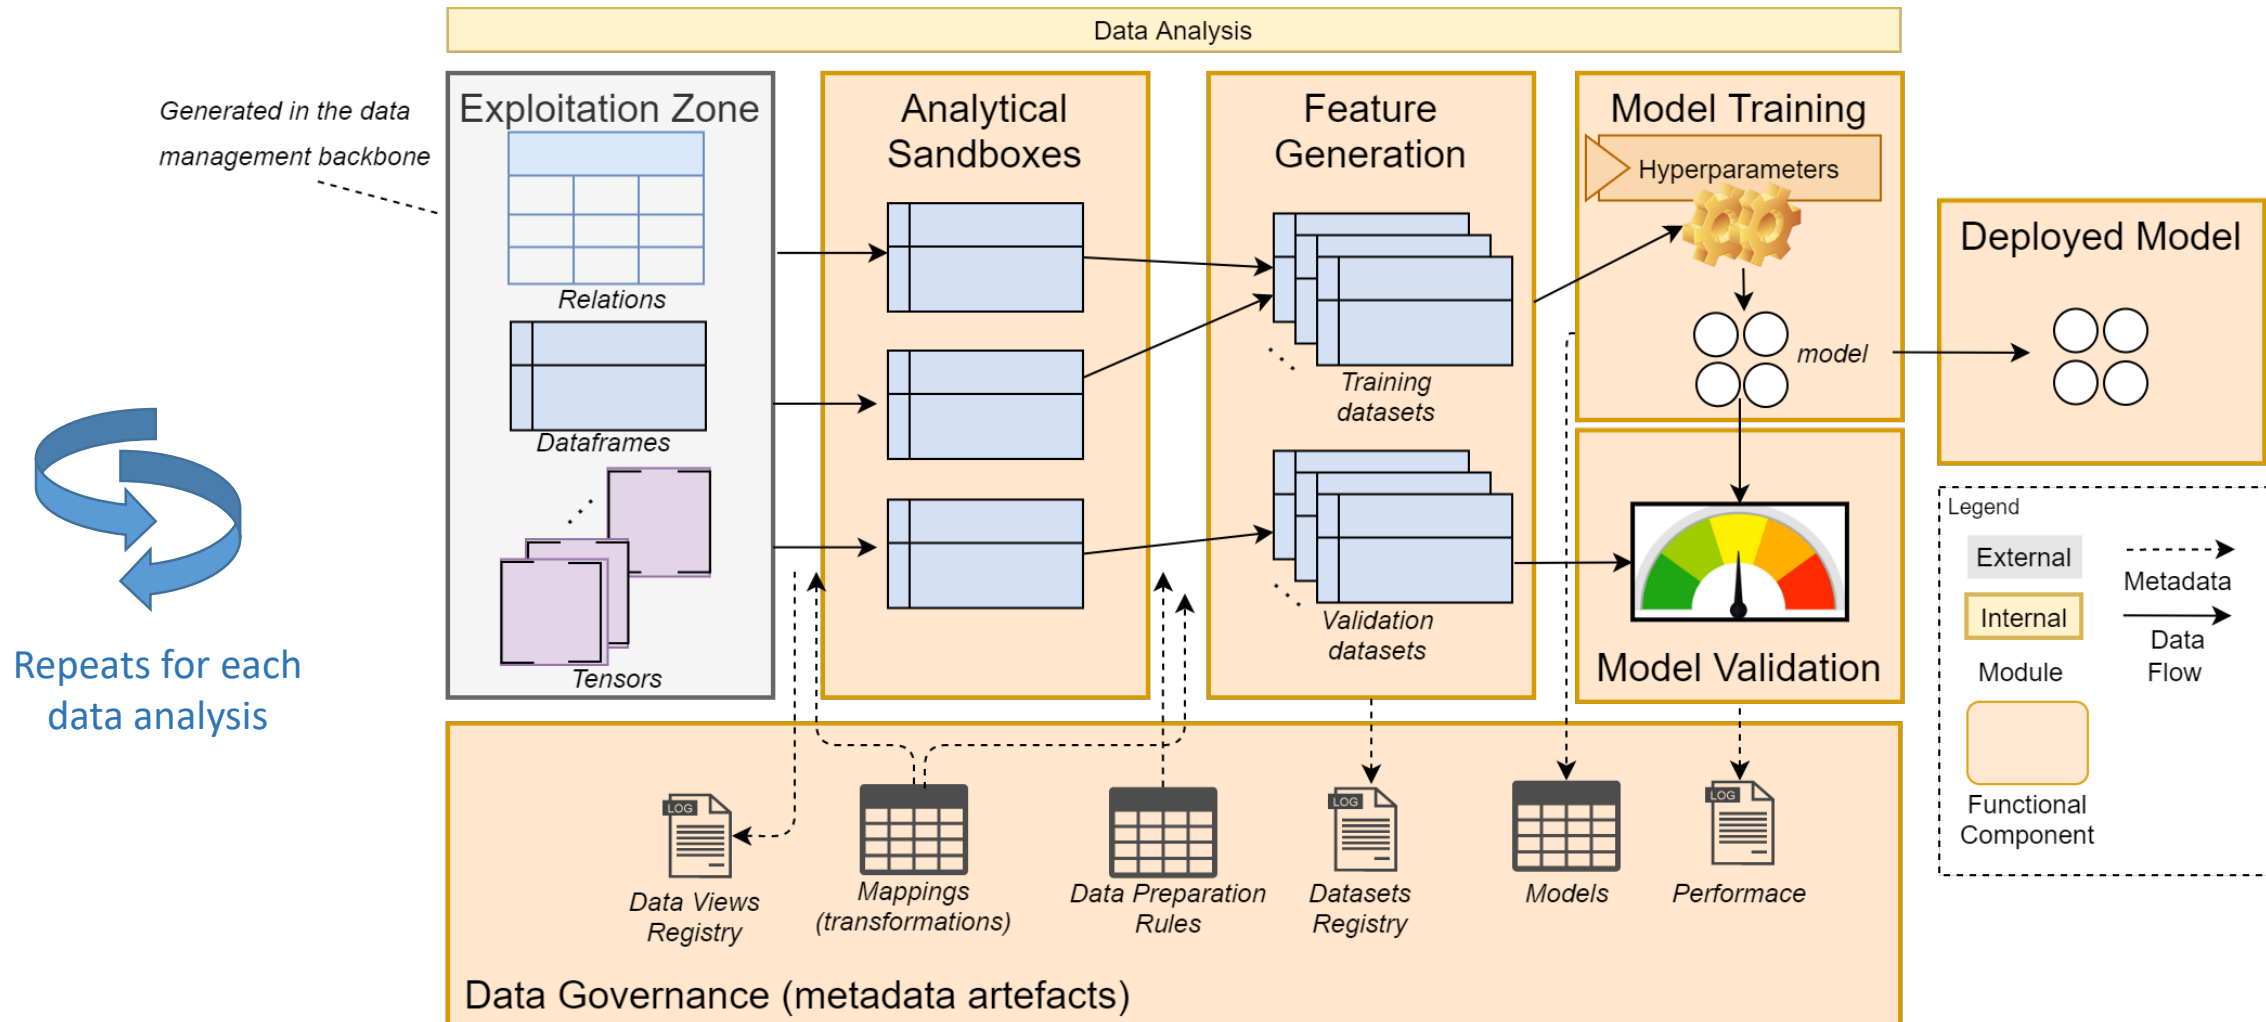 Data Analysis
Generated in the data
management backbone
Exploitation Zone
Relations
Dataframes
Tensors
Analytical
Sandboxes
Feature
Generation
Training
datasets
Validation
datasets
Model Training
Hyperparameters
model
Model Validation
Deployed Model
Repeats for each
data analysis
Legend
External
Internal
Module
Functional
Component
Metadata
Data
Flow
LOG
Data Views
Registry
Mappings
(transformations)
Data Preparation
Rules
LOG
Datasets
Registry
Models
LOG
Performace
Data Governance (metadata artefacts)